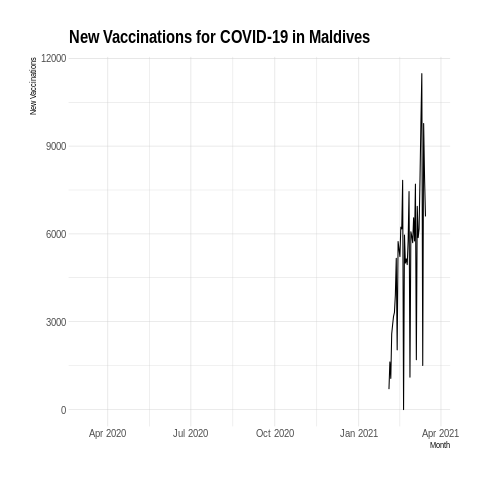 New Vaccinations for COVID-19 in Maldives
New Vaccinations
12000
9000
6000
3000
0
Apr 2020
Jul 2020
Oct 2020
Jan 2021
Apr 2021
Month